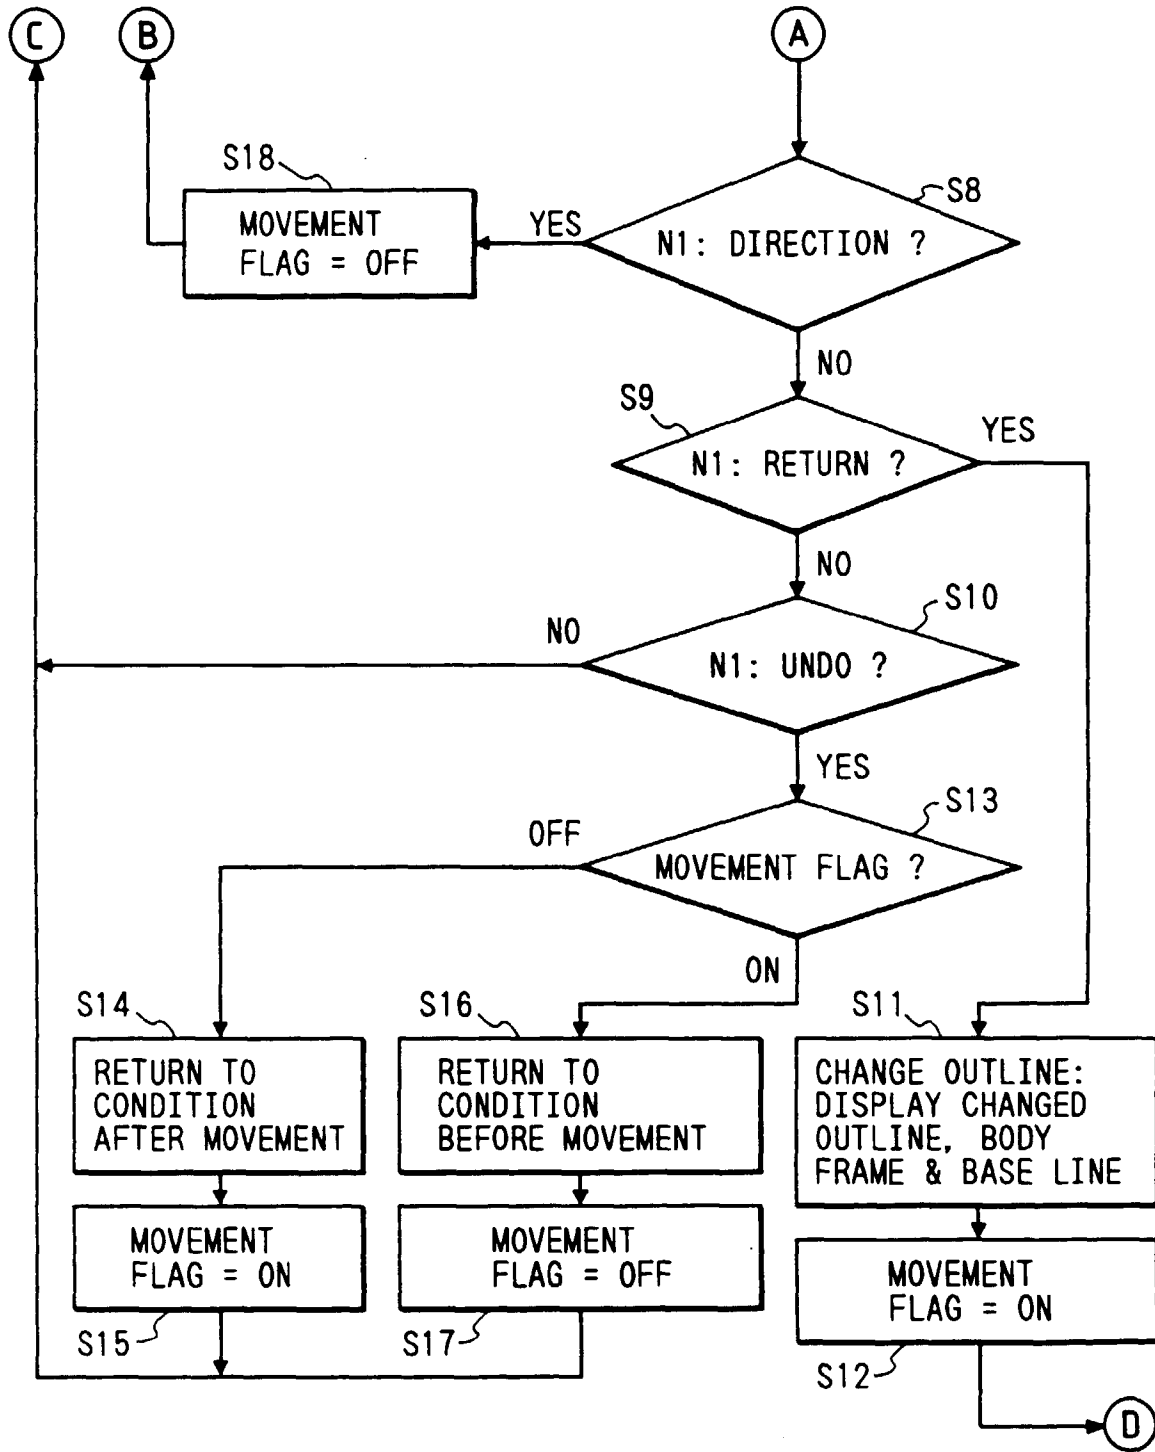 C
B
A
S18
MOVEMENT
FLAG = OFF
YES
S8
N1: DIRECTION ?
NO
S9
N1: RETURN ?
YES
NO
S10
NO
N1: UNDO ?
YES
S13
OFF
MOVEMENT FLAG ?
ON
S14
RETURN TO
CONDITION
AFTER MOVEMENT
S16
RETURN TO
CONDITION
BEFORE MOVEMENT
S11
CHANGE OUTLINE:
DISPLAY CHANGED
OUTLINE, BODY
FRAME & BASE LINE
MOVEMENT
FLAG = ON
S15
MOVEMENT
FLAG = OFF
S17
MOVEMENT
FLAG = ON
S12
D